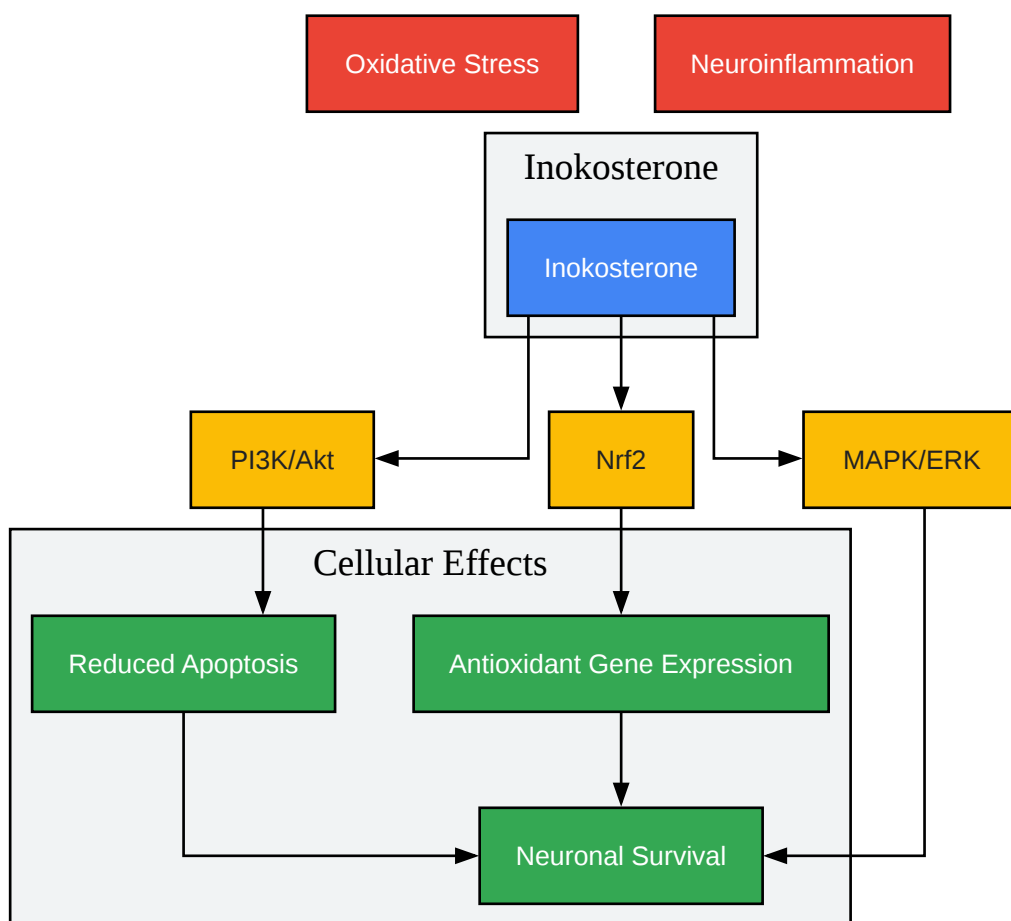 Oxidative Stress
Neuroinflammation
Inokosterone
Inokosterone
PI3K/Akt
Nrf2
MAPK/ERK
Cellular Effects
Reduced Apoptosis
Antioxidant Gene Expression
Neuronal Survival